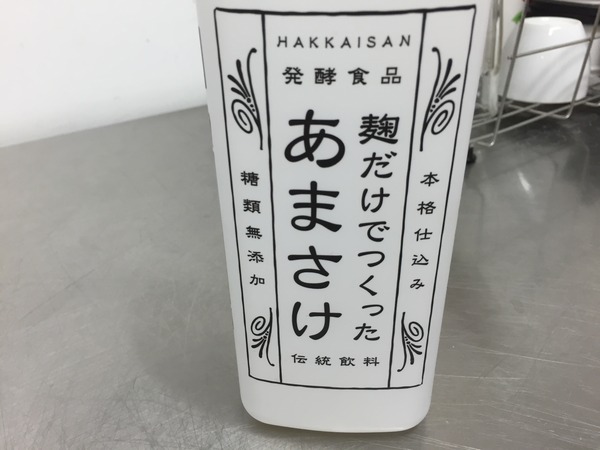 HAKKAISAN
発酵食品
麹だけでつくった
あまさけ
本格仕込み
糖類無添加
伝統飲料